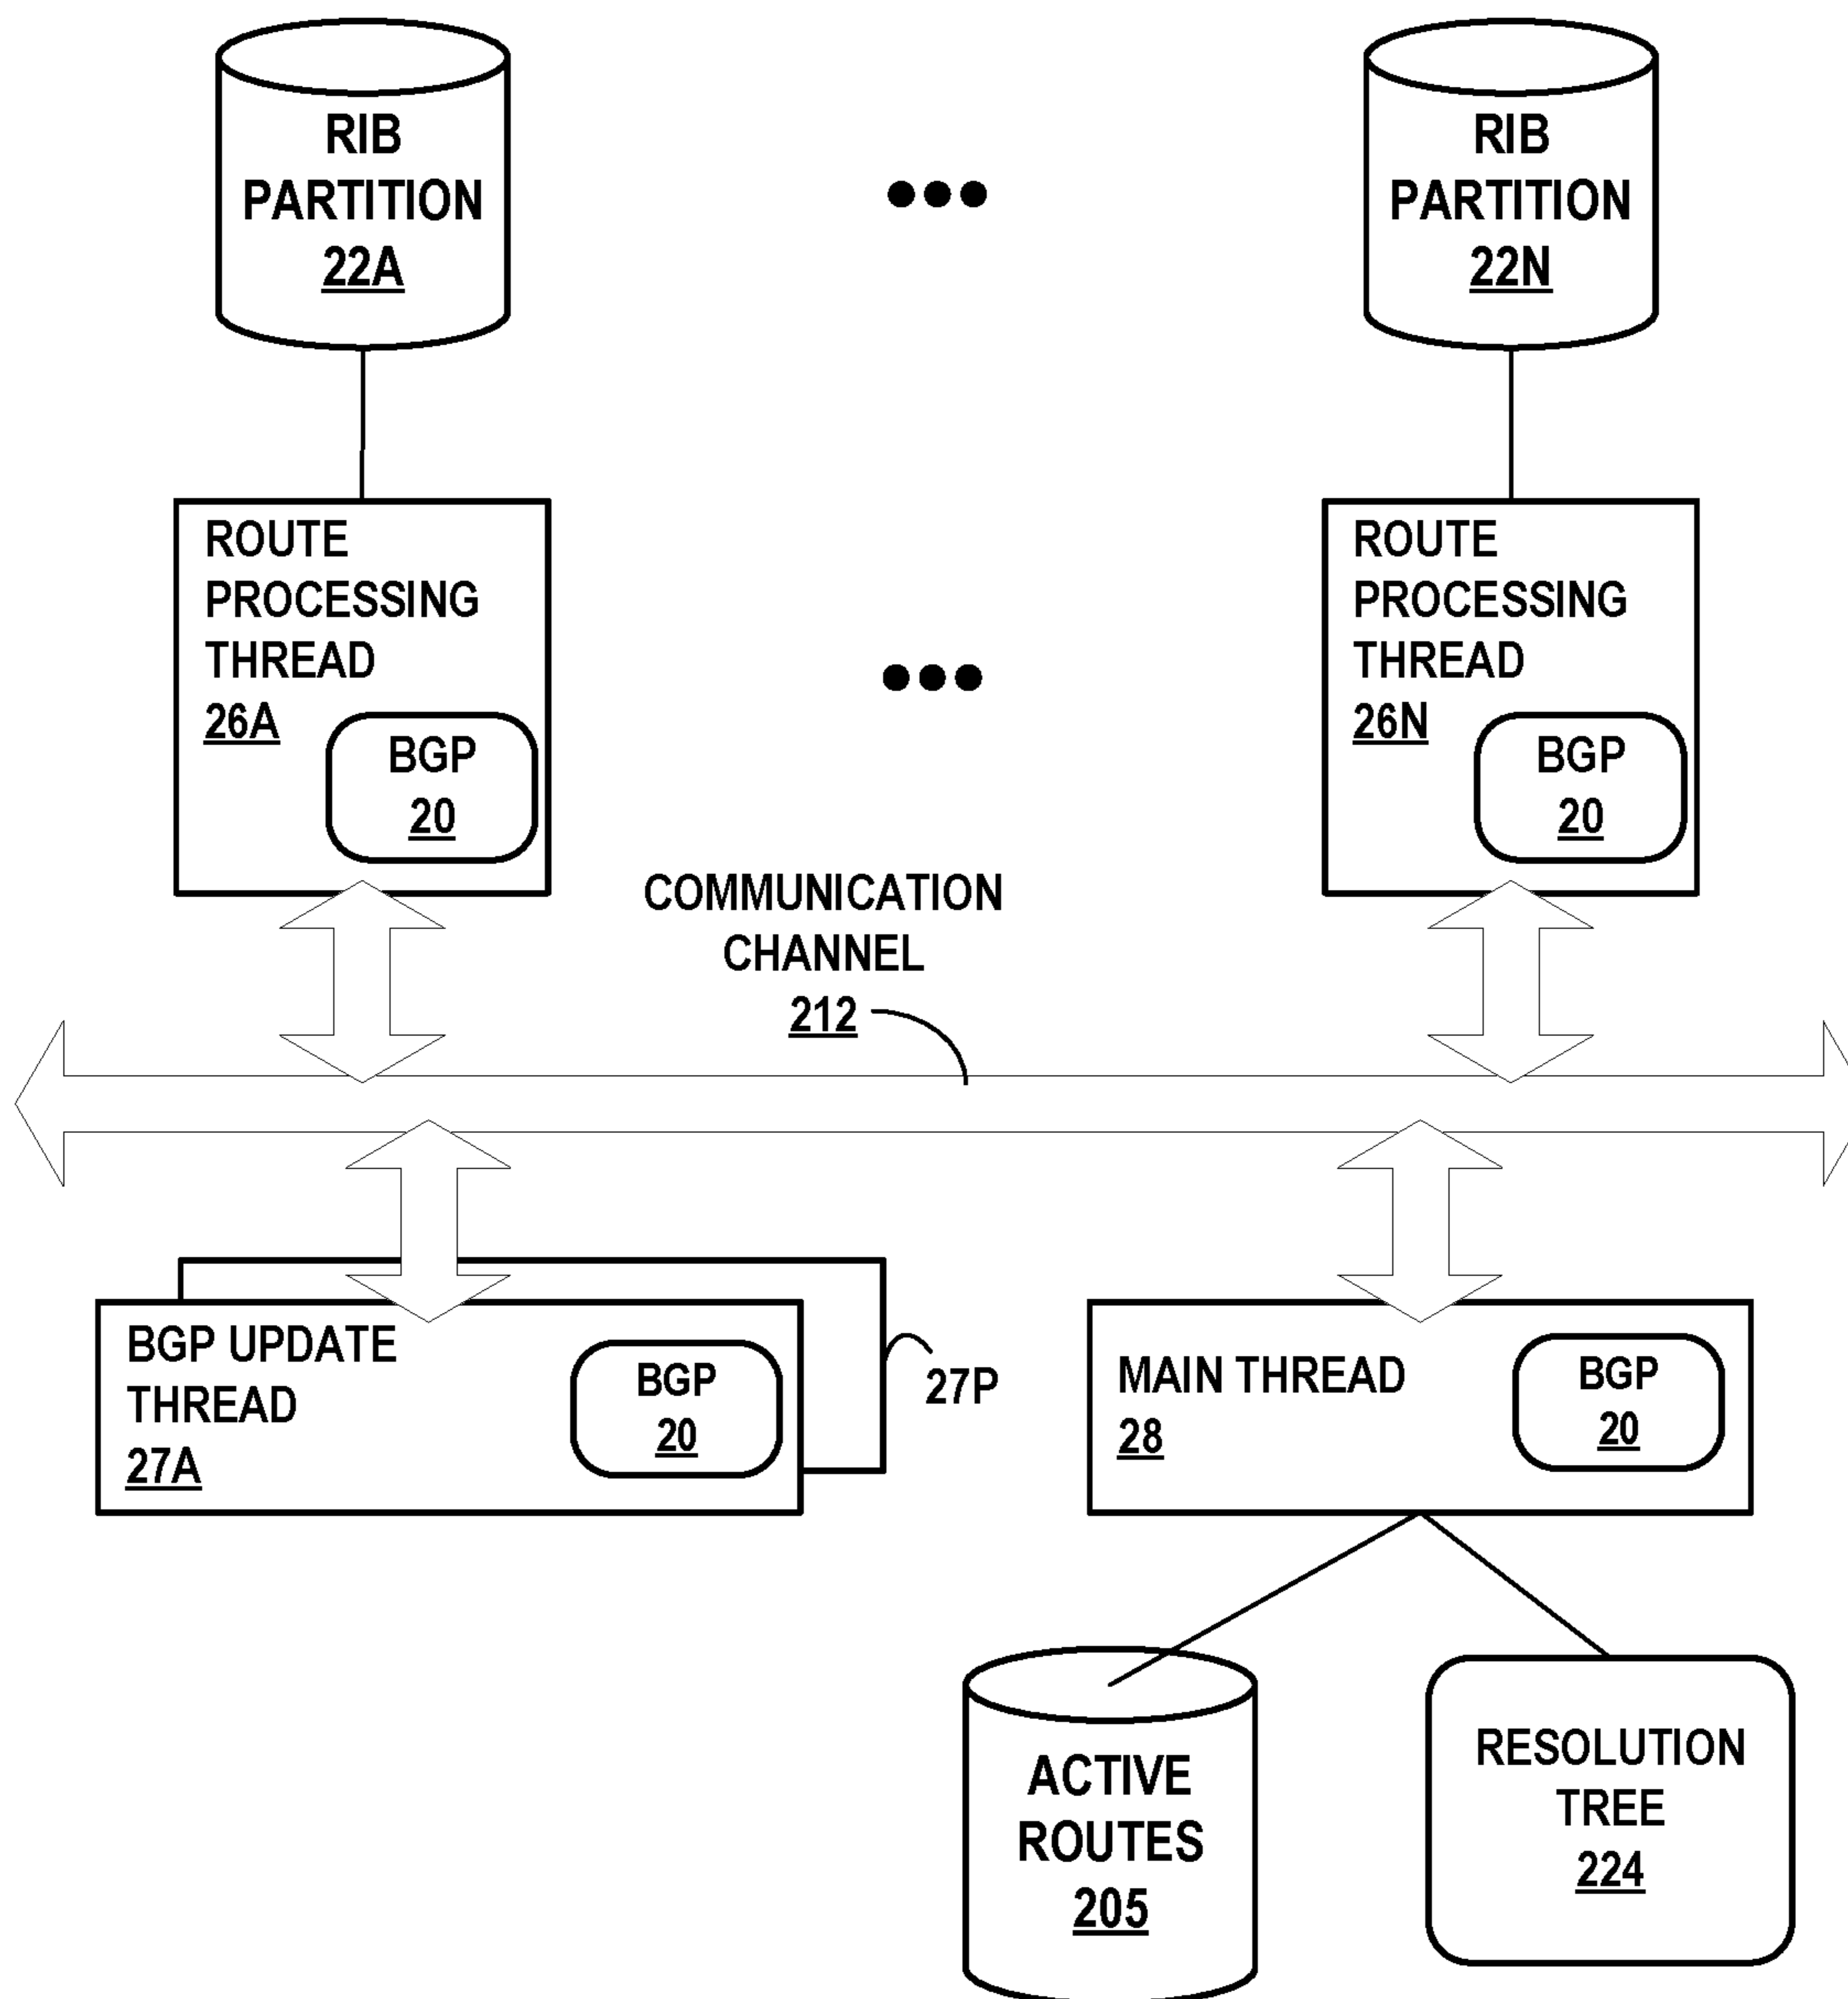 RIB
PARTITION
22A
RIB
PARTITION
22N
ROUTE
PROCESSING
THREAD
26A
BGP
20
ROUTE
PROCESSING
THREAD
26N
BGP
20
COMMUNICATION
CHANNEL
212
BGP UPDATE
THREAD
27A
BGP
20
27P
MAIN THREAD
28
BGP
20
ACTIVE
ROUTES
205
RESOLUTION
TREE
224